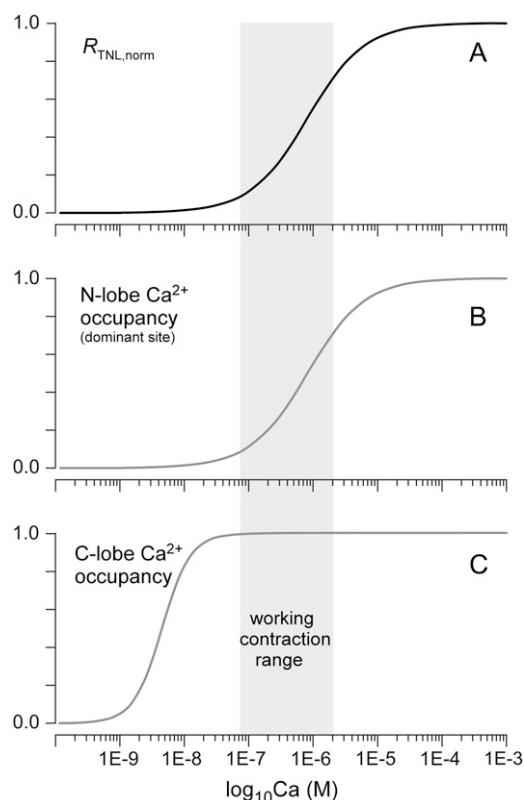 1.0
R_TNL,norm
A
0.0
1.0
N-lobe Ca²⁺
occupancy
(dominant site)
B
0.0
1.0
C-lobe Ca²⁺
occupancy
C
working
contraction
range
0.0
1E-9 1E-8 1E-7 1E-6 1E-5 1E-4 1E-3
log₁₀Ca (M)